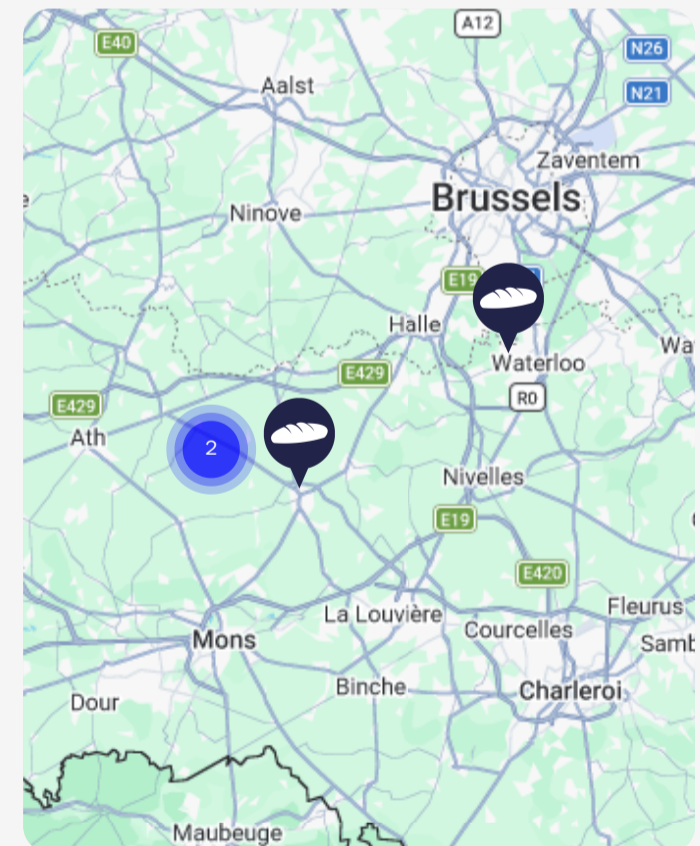 A12
E40
N26
Aalst
N21
Zaventem
Brussels
Ninove
E19
Halle
Waterloo
Wa
E429
R0
E429
Ath
2
Nivelles
E19
E420
Fleurus
La Louvière
Courcelles
Mons
Samb
Binche
Charleroi
Dour
Maubeuge